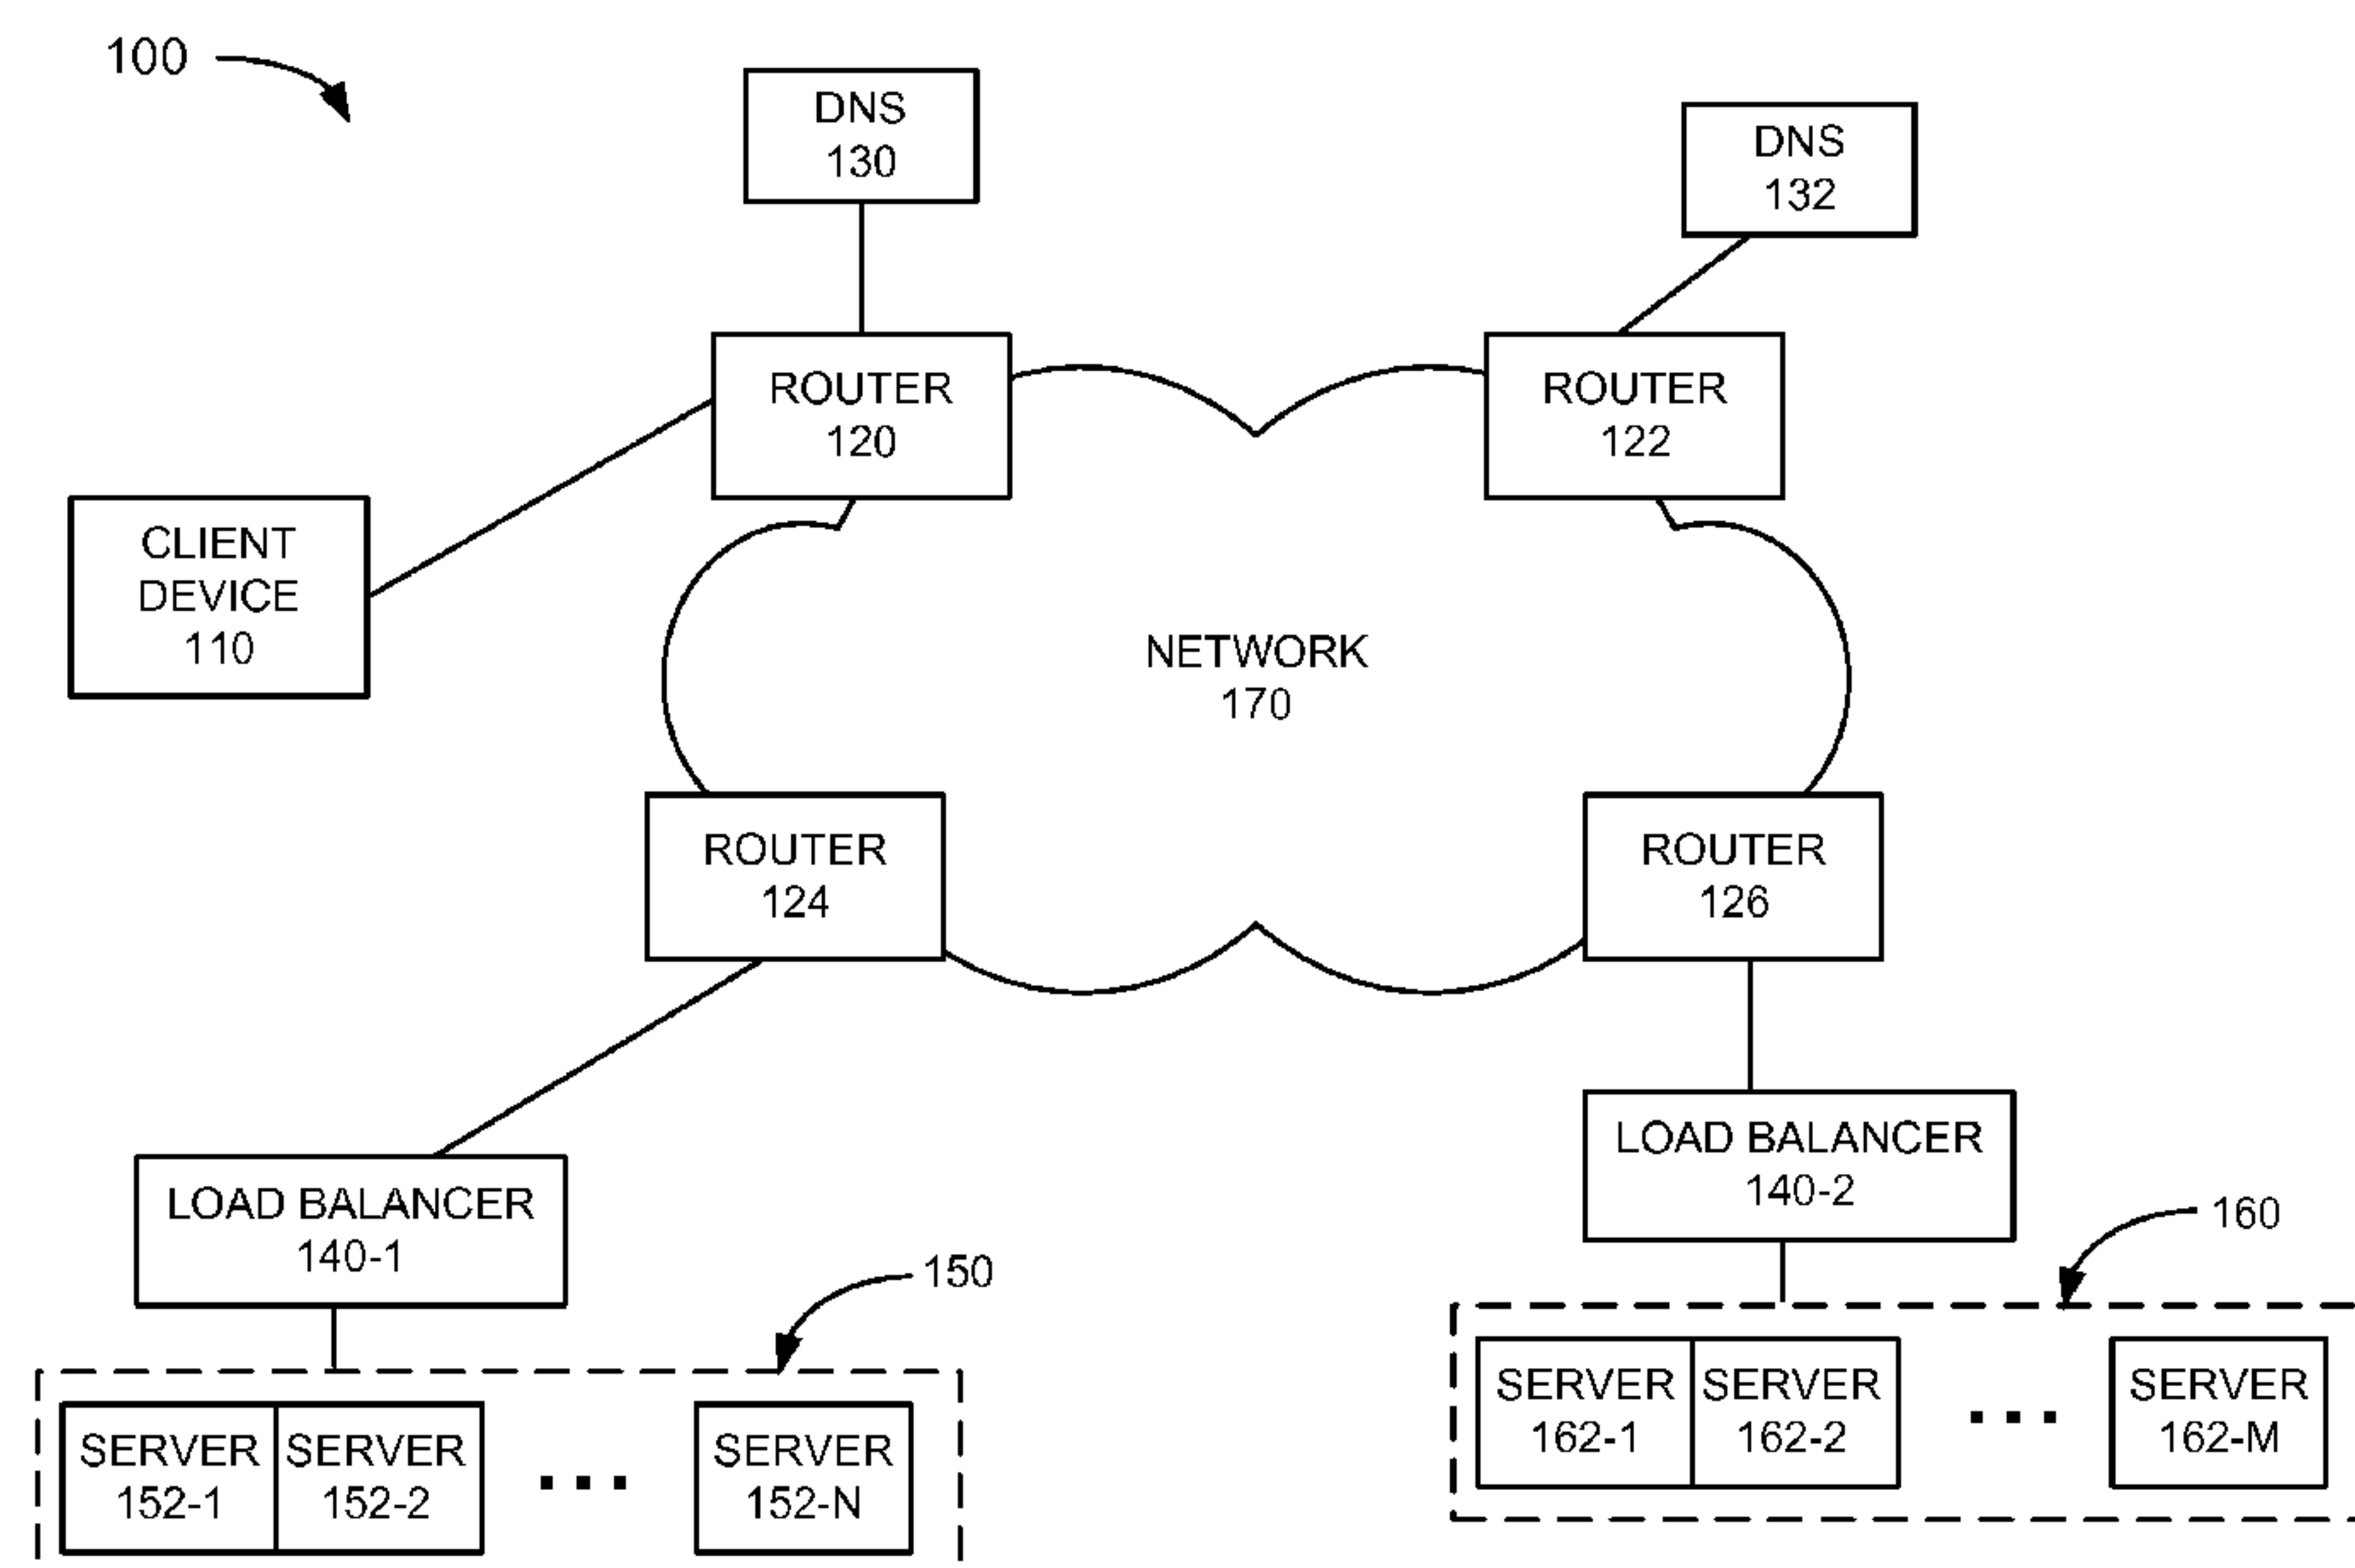 100
DNS
130
DNS
132
ROUTER
120
ROUTER
122
CLIENT
DEVICE
110
NETWORK
170
ROUTER
124
ROUTER
126
LOAD BALANCER
140-1
LOAD BALANCER
140-2
150
160
SERVER
152-1
SERVER
152-2
...
SERVER
152-N
SERVER
162-1
SERVER
162-2
...
SERVER
162-M